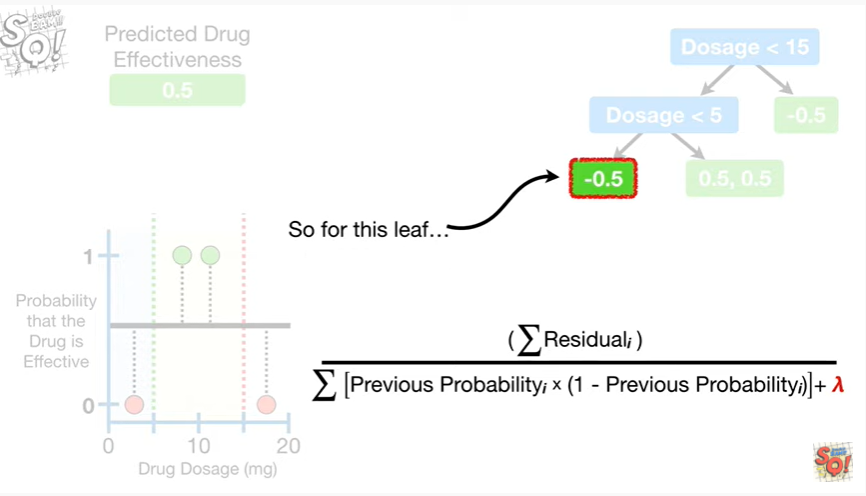 SQ!
Predicted Drug
Effectiveness
0.5
Dosage < 15
Dosage < 5
-0.5
-0.5
0.5, 0.5
So for this leaf...
1
Probability
that the
Drug is
Effective
0
0
10
20
Drug Dosage (mg)
(∑Residualᵢ )
∑ [Previous Probabilityᵢ × (1 - Previous Probabilityᵢ)]+ λ
SQ!